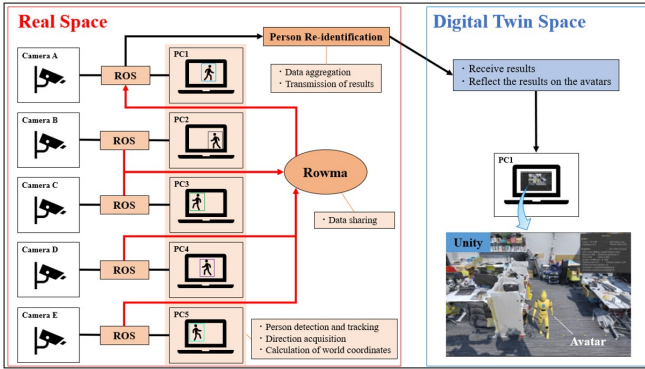 Real Space
Digital Twin Space
Person Re-identification
・ Data aggregation
・ Transmission of results
・ Receive results
・ Reflect the results on the avatars
Camera A
ROS
PC1
Camera B
ROS
PC2
Camera C
ROS
PC3
Camera D
ROS
PC4
Camera E
ROS
PC5
Rowma
・ Data sharing
・ Person detection and tracking
・ Direction acquisition
・ Calculation of world coordinates
PC1
Unity
Avatar